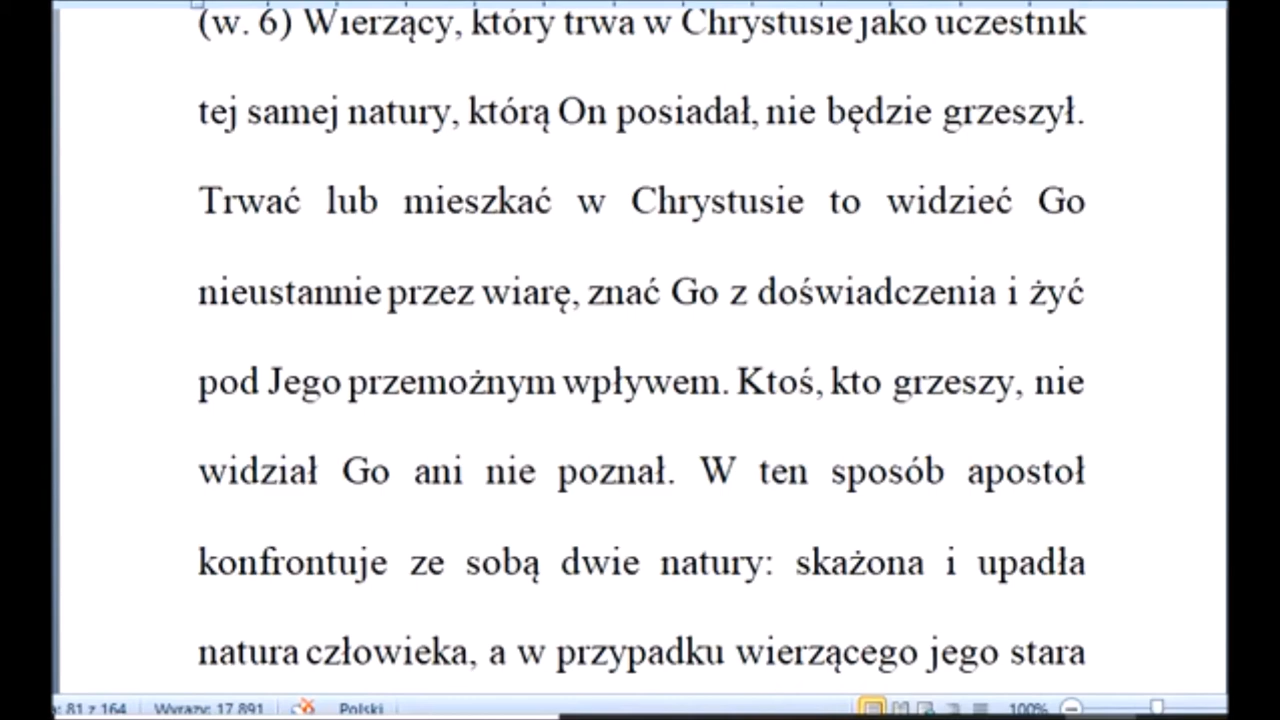 (w. 6) Wierzący, który trwa w Chrystusie jako uczestnik
tej samej natury, którą On posiadał, nie będzie grzeszył.
Trwać lub mieszkać w Chrystusie to widzieć Go
nieustannie przez wiarę, znać Go z doświadczenia i żyć
pod Jego przemożnym wpływem. Ktoś, kto grzeszy, nie
widział Go ani nie poznał. W ten sposób apostoł
konfrontuje ze sobą dwie natury: skażona i upadła
natura człowieka, a w przypadku wierzącego jego stara
: 81 z 164 Wyrazy: 17 891 Polski 100%